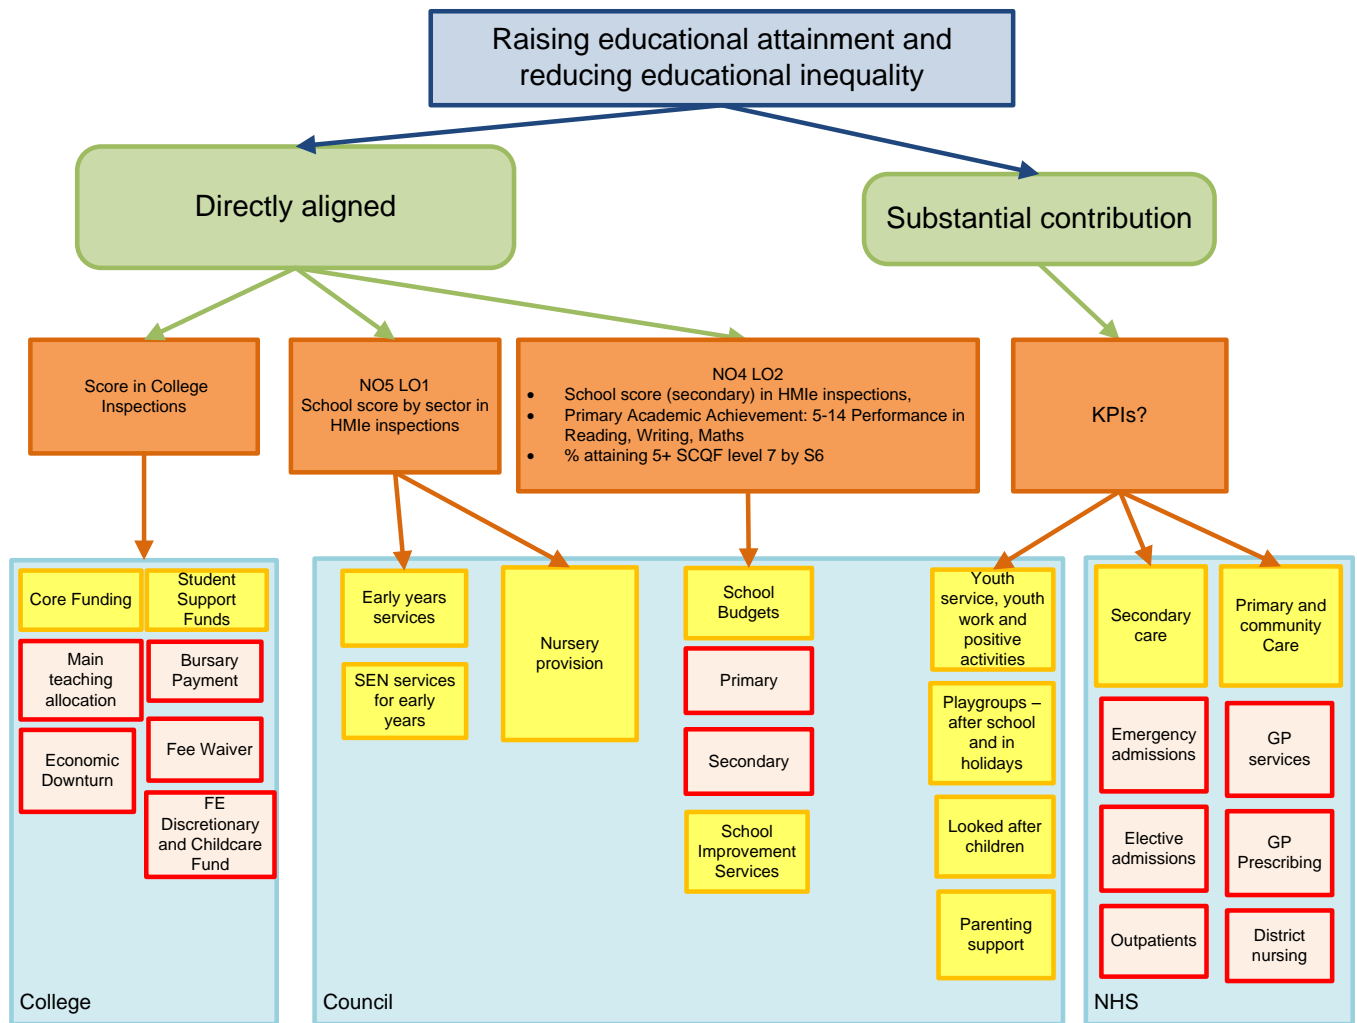 Raising educational attainment and
reducing educational inequality
Directly aligned
Substantial contribution
Score in College
Inspections
NO5 LO1
School score by sector in
HMIe inspections
NO4 LO2
• School score (secondary) in HMIe inspections,
• Primary Academic Achievement: 5-14 Performance in
Reading, Writing, Maths
• % attaining 5+ SCQF level 7 by S6
KPIs?
Core Funding
Student
Support
Funds
Main
teaching
allocation
Bursary
Payment
Economic
Downturn
Fee Waiver
FE
Discretionary
and Childcare
Fund
College
Early years
services
SEN services
for early
years
Nursery
provision
School
Budgets
Primary
Secondary
School
Improvement
Services
Youth
service, youth
work and
positive
activities
Playgroups –
after school
and in
holidays
Looked after
children
Parenting
support
Council
Secondary
care
Primary and
community
Care
Emergency
admissions
GP
services
Elective
admissions
GP
Prescribing
Outpatients
District
nursing
NHS